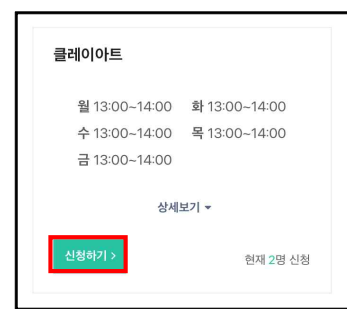 클레이아트
월 13:00~14:00 화 13:00~14:00
수 13:00~14:00 목 13:00~14:00
금 13:00~14:00
상세보기 ▾
신청하기 > 현재 2명 신청